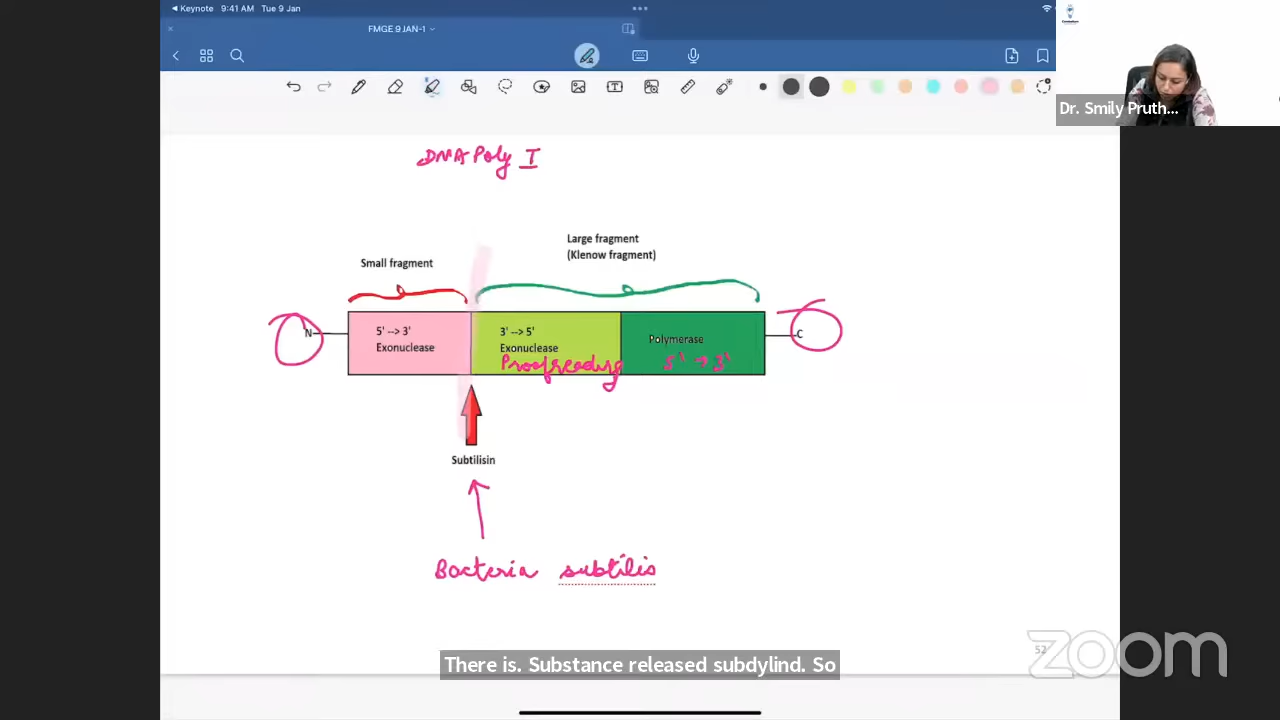 Keynote 9:41 AM Tue 9 Jan
FMGE 9 JAN-1
Dr. Smily Pruth...
DNA Poly I
Large fragment
(Klenow fragment)
Small fragment
N
5' --> 3'
Exonuclease
3' --> 5'
Exonuclease
Proofreading
Polymerase
5' → 3'
C
Subtilisin
Bacteria subtilis
52
zoom
There is. Substance released subdylind. So